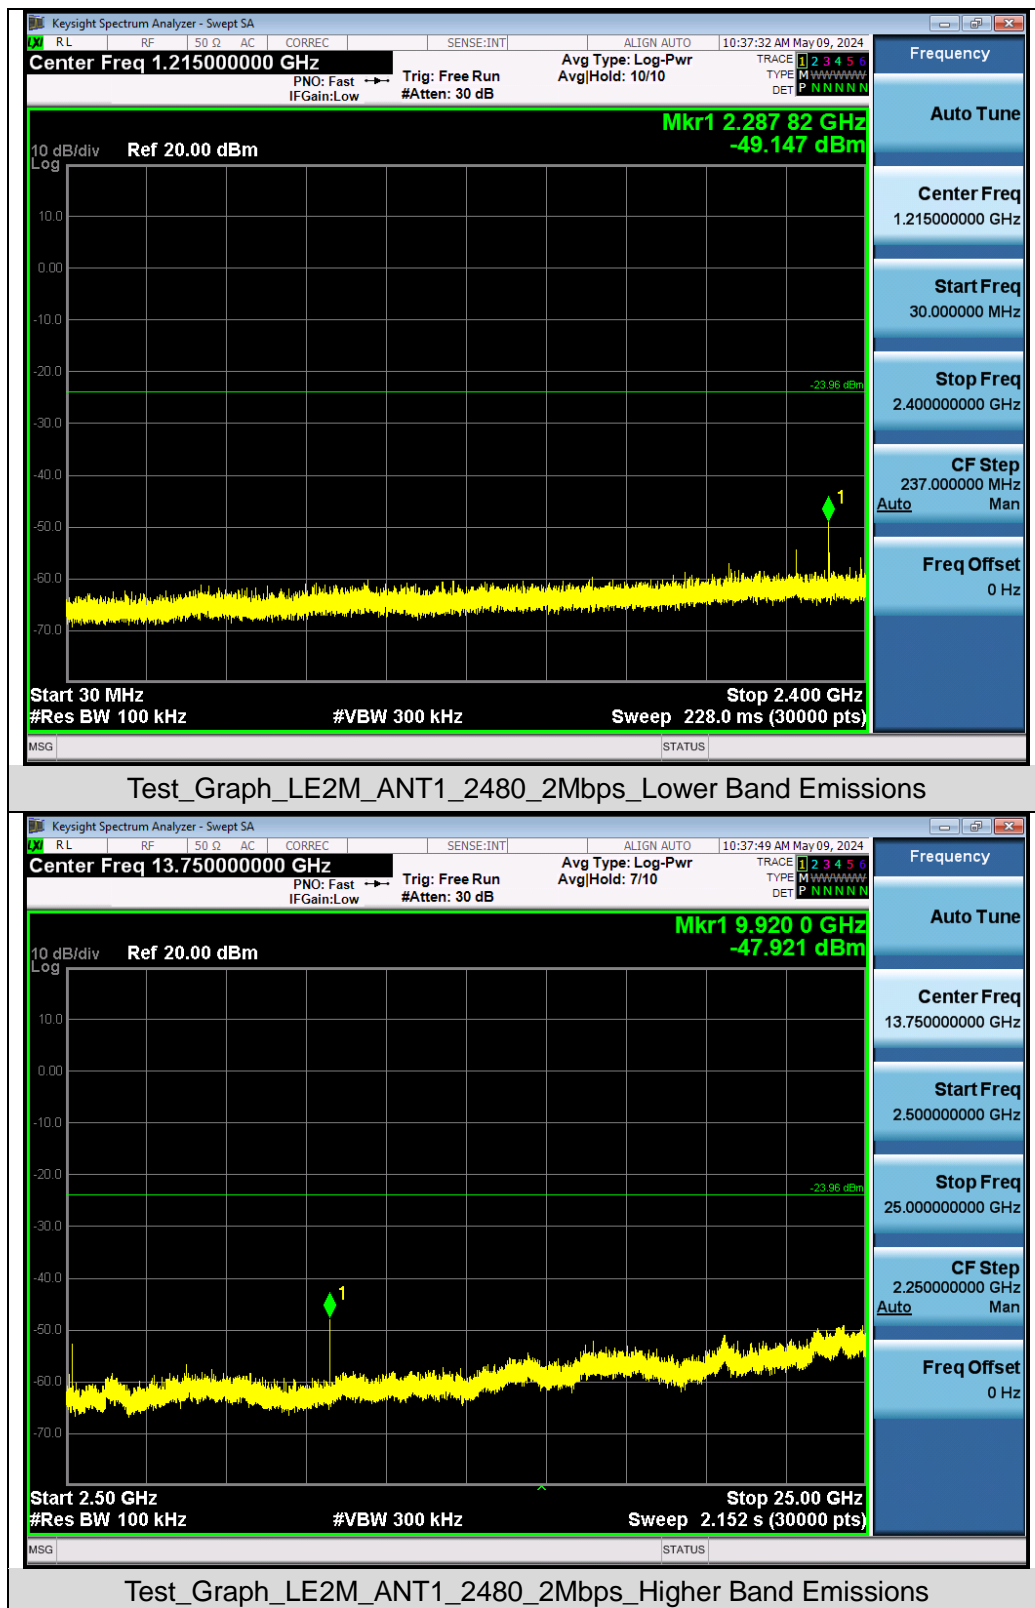 Keysight Spectrum Analyzer - Swept SA
LXI RL RF 50 Ω AC CORREC SENSE:INT ALIGN AUTO 10:37:32 AM May 09, 2024
Center Freq 1.215000000 GHz
PNO: Fast
IFGain:Low
Trig: Free Run
#Atten: 30 dB
Avg Type: Log-Pwr
Avg|Hold: 10/10
TRACE 1 2 3 4 5 6
TYPE M WWWWW
DET P N N N N N
Mkr1 2.287 82 GHz
-49.147 dBm
10 dB/div Ref 20.00 dBm
Log
10.0
0.00
-10.0
-20.0
-23.96 dBm
-30.0
-40.0
1
-50.0
-60.0
-70.0
Start 30 MHz Stop 2.400 GHz
#Res BW 100 kHz #VBW 300 kHz Sweep 228.0 ms (30000 pts)
MSG STATUS
Frequency
Auto Tune
Center Freq
1.215000000 GHz
Start Freq
30.000000 MHz
Stop Freq
2.400000000 GHz
CF Step
237.000000 MHz
Auto Man
Freq Offset
0 Hz
Test_Graph_LE2M_ANT1_2480_2Mbps_Lower Band Emissions
Keysight Spectrum Analyzer - Swept SA
LXI RL RF 50 Ω AC CORREC SENSE:INT ALIGN AUTO 10:37:49 AM May 09, 2024
Center Freq 13.750000000 GHz
PNO: Fast
IFGain:Low
Trig: Free Run
#Atten: 30 dB
Avg Type: Log-Pwr
Avg|Hold: 7/10
TRACE 1 2 3 4 5 6
TYPE M WWWWW
DET P N N N N N
Mkr1 9.920 0 GHz
-47.921 dBm
10 dB/div Ref 20.00 dBm
Log
10.0
0.00
-10.0
-20.0
-23.96 dBm
-30.0
-40.0
1
-50.0
-60.0
-70.0
Start 2.50 GHz Stop 25.00 GHz
#Res BW 100 kHz #VBW 300 kHz Sweep 2.152 s (30000 pts)
MSG STATUS
Frequency
Auto Tune
Center Freq
13.750000000 GHz
Start Freq
2.500000000 GHz
Stop Freq
25.000000000 GHz
CF Step
2.250000000 GHz
Auto Man
Freq Offset
0 Hz
Test_Graph_LE2M_ANT1_2480_2Mbps_Higher Band Emissions